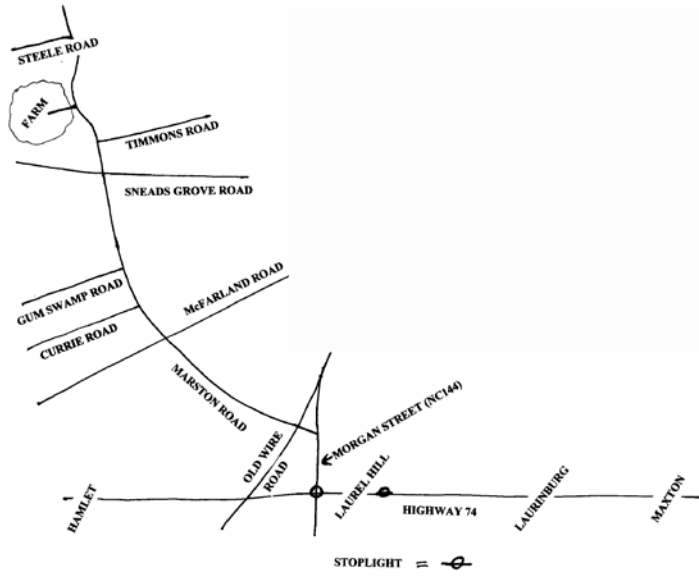 STEELE ROAD
FARM
TIMMONS ROAD
SNEADS GROVE ROAD
GUM SWAMP ROAD
McFARLAND ROAD
CURRIE ROAD
MARSTON ROAD
MORGAN STREET (NC144)
OLD WIRE
ROAD
HAMLET
LAUREL HILL
HIGHWAY 74
LAURINBURG
MAXTON
STOPLIGHT =